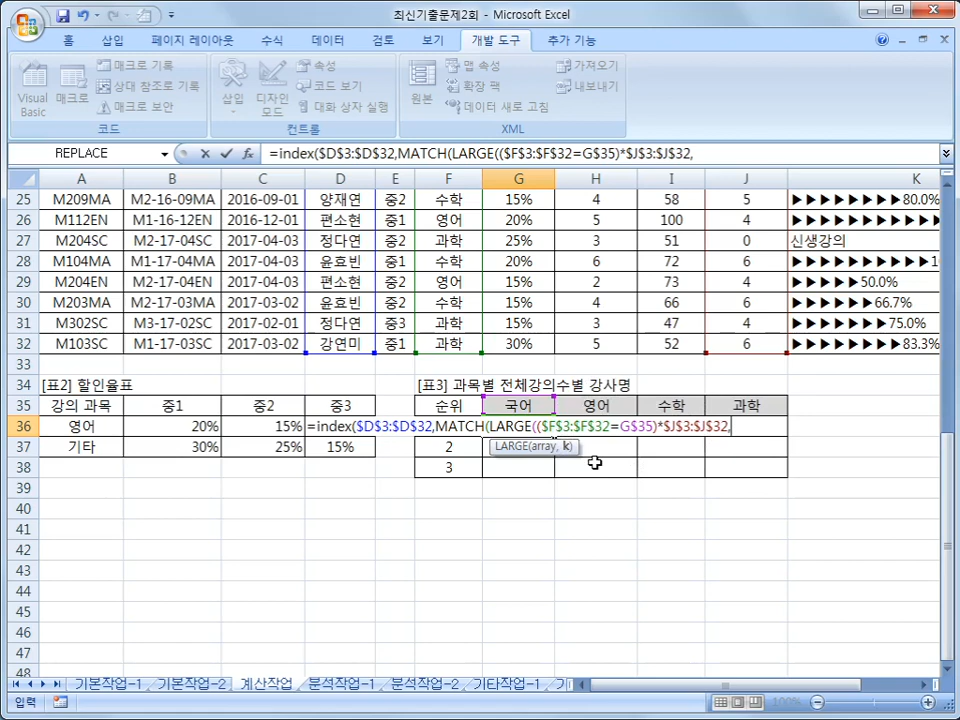 최신기출문제2회 - Microsoft Excel
홈 삽입 페이지 레이아웃 수식 데이터 검토 보기 개발 도구 추가 기능
Visual Basic 매크로 매크로 기록 상대 참조로 기록 매크로 보안 삽입 디자인 모드 속성 코드 보기 대화 상자 실행 원본 맵 속성 확장 팩 데이터 새로 고침 가져오기 내보내기
코드 컨트롤 XML
REPLACE fx =index($D$3:$D$32,MATCH(LARGE(($F$3:$F$32=G$35)*$J$3:$J$32,
A B C D E F G H I J K
25 M209MA M2-16-09MA 2016-09-01 양재연 중2 수학 15% 4 58 5 ▶▶▶▶▶▶▶▶80.0%
26 M112EN M1-16-12EN 2016-12-01 편소현 중1 영어 20% 5 100 4 ▶▶▶▶▶▶▶▶▶▶
27 M204SC M2-17-04SC 2017-04-03 정다연 중2 과학 25% 3 51 0 신생강의
28 M104MA M1-17-04MA 2017-04-03 윤효빈 중1 수학 20% 6 72 6 ▶▶▶▶▶▶▶▶▶▶1
29 M204EN M2-17-04EN 2017-04-03 편소현 중2 영어 15% 2 73 4 ▶▶▶▶▶50.0%
30 M203MA M2-17-03MA 2017-03-02 윤효빈 중2 수학 15% 4 66 6 ▶▶▶▶▶▶66.7%
31 M302SC M3-17-02SC 2017-02-01 정다연 중3 과학 15% 3 47 4 ▶▶▶▶▶▶▶75.0%
32 M103SC M1-17-03SC 2017-03-02 강연미 중1 과학 30% 5 52 6 ▶▶▶▶▶▶▶▶83.3%
33
34 [표2] 할인율표 [표3] 과목별 전체강의수별 강사명
35 강의 과목 중1 중2 중3 순위 국어 영어 수학 과학
36 영어 20% 15% =index($D$3:$D$32,MATCH(LARGE(($F$3:$F$32=G$35)*$J$3:$J$32,
37 기타 30% 25% 15% 2 LARGE(array, k)
38 3
39
40
41
42
43
44
45
46
47
48
기본작업-1 기본작업-2 계산작업 분석작업-1 분석작업-2 기타작업-1
입력 100%